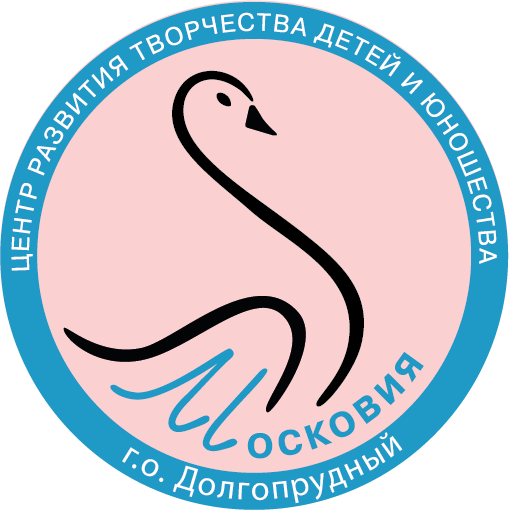 ЦЕНТР РАЗВИТИЯ ТВОРЧЕСТВА ДЕТЕЙ И ЮНОШЕСТВА
Московия
г.о. Долгопрудный